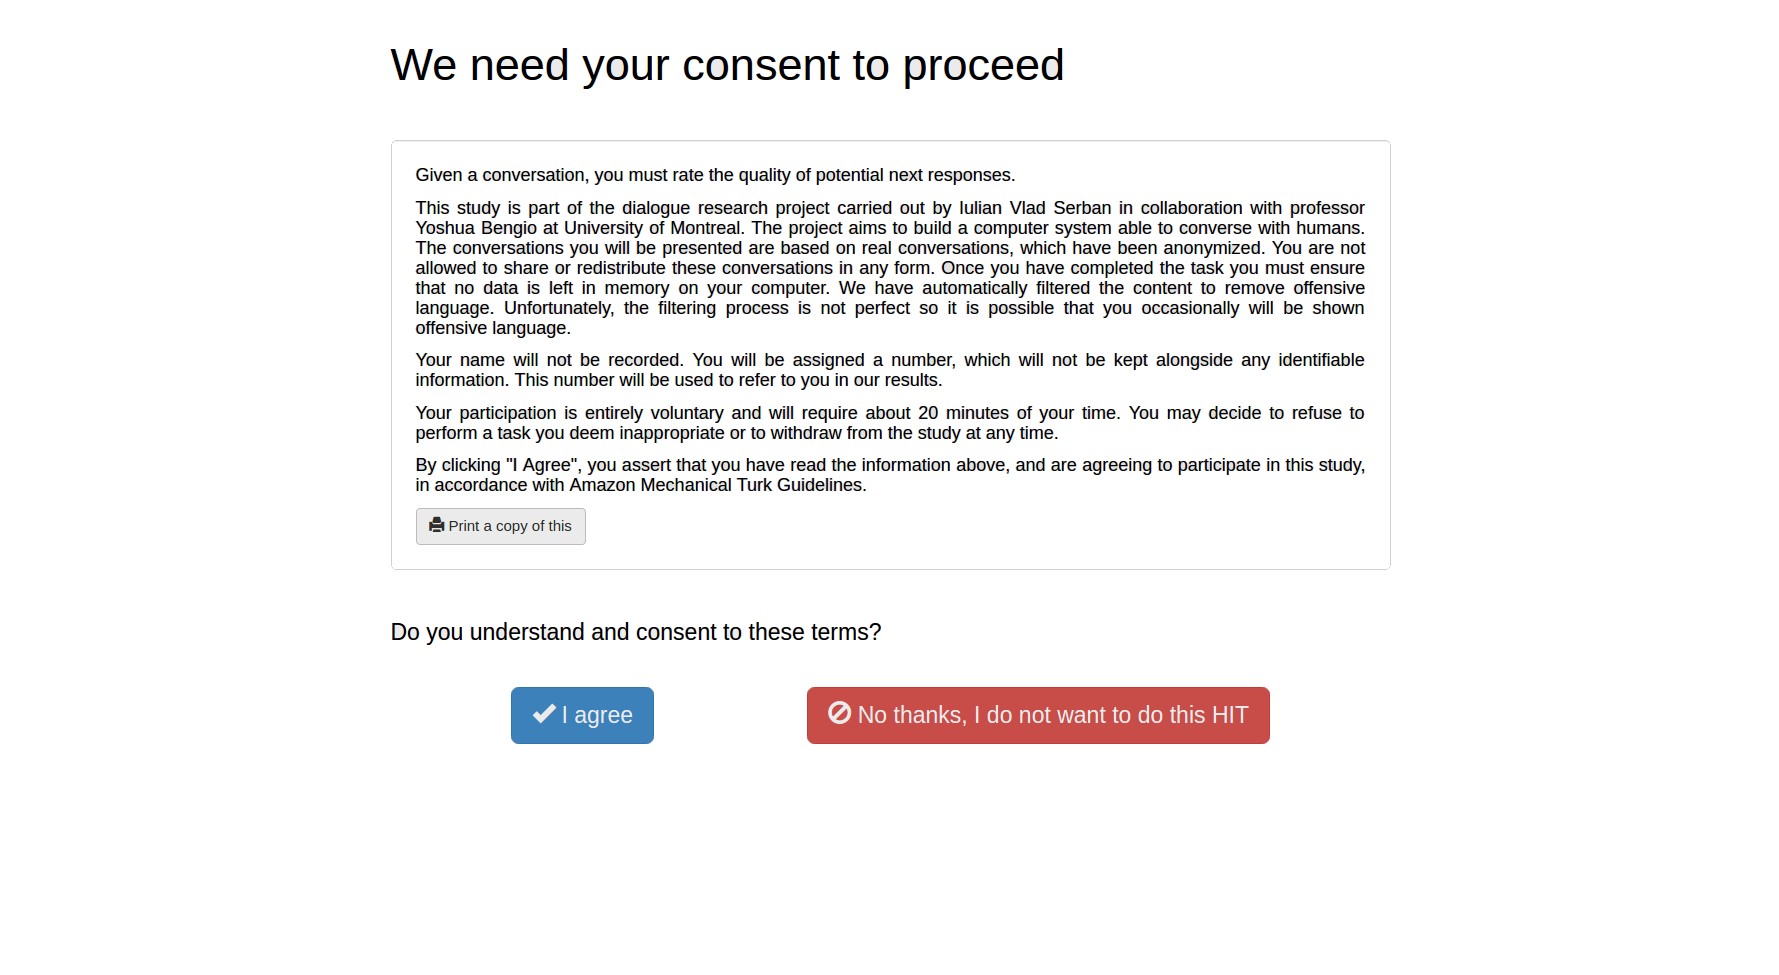 We need your consent to proceed
Given a conversation, you must rate the quality of potential next responses.
This study is part of the dialogue research project carried out by Iulian Vlad Serban in collaboration with professor
Yoshua Bengio at University of Montreal. The project aims to build a computer system able to converse with humans.
The conversations you will be presented are based on real conversations, which have been anonymized. You are not
allowed to share or redistribute these conversations in any form. Once you have completed the task you must ensure
that no data is left in memory on your computer. We have automatically filtered the content to remove offensive
language. Unfortunately, the filtering process is not perfect so it is possible that you occasionally will be shown
offensive language.
Your name will not be recorded. You will be assigned a number, which will not be kept alongside any identifiable
information. This number will be used to refer to you in our results.
Your participation is entirely voluntary and will require about 20 minutes of your time. You may decide to refuse to
perform a task you deem inappropriate or to withdraw from the study at any time.
By clicking "I Agree", you assert that you have read the information above, and are agreeing to participate in this study,
in accordance with Amazon Mechanical Turk Guidelines.
Print a copy of this
Do you understand and consent to these terms?
I agree
No thanks, I do not want to do this HIT